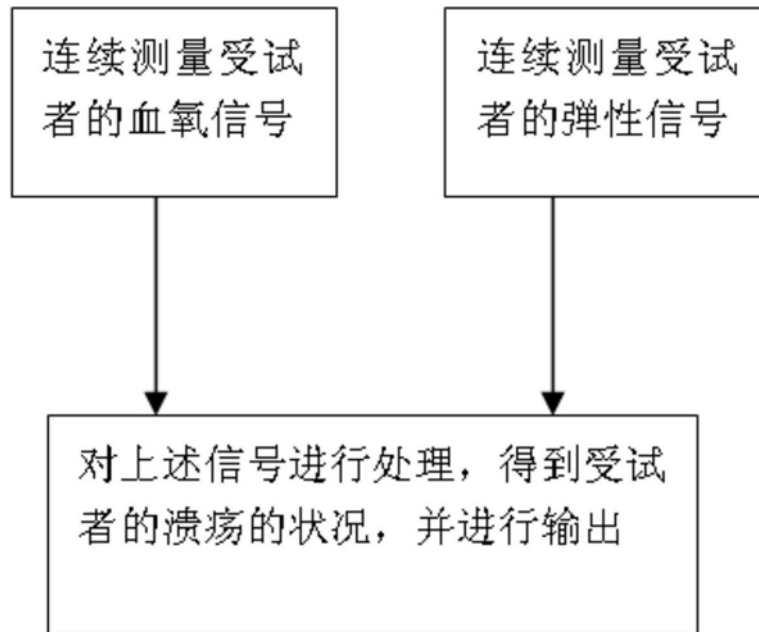 连续测量受试
者的血氧信号
连续测量受试
者的弹性信号
对上述信号进行处理，得到受试
者的溃疡的状况，并进行输出